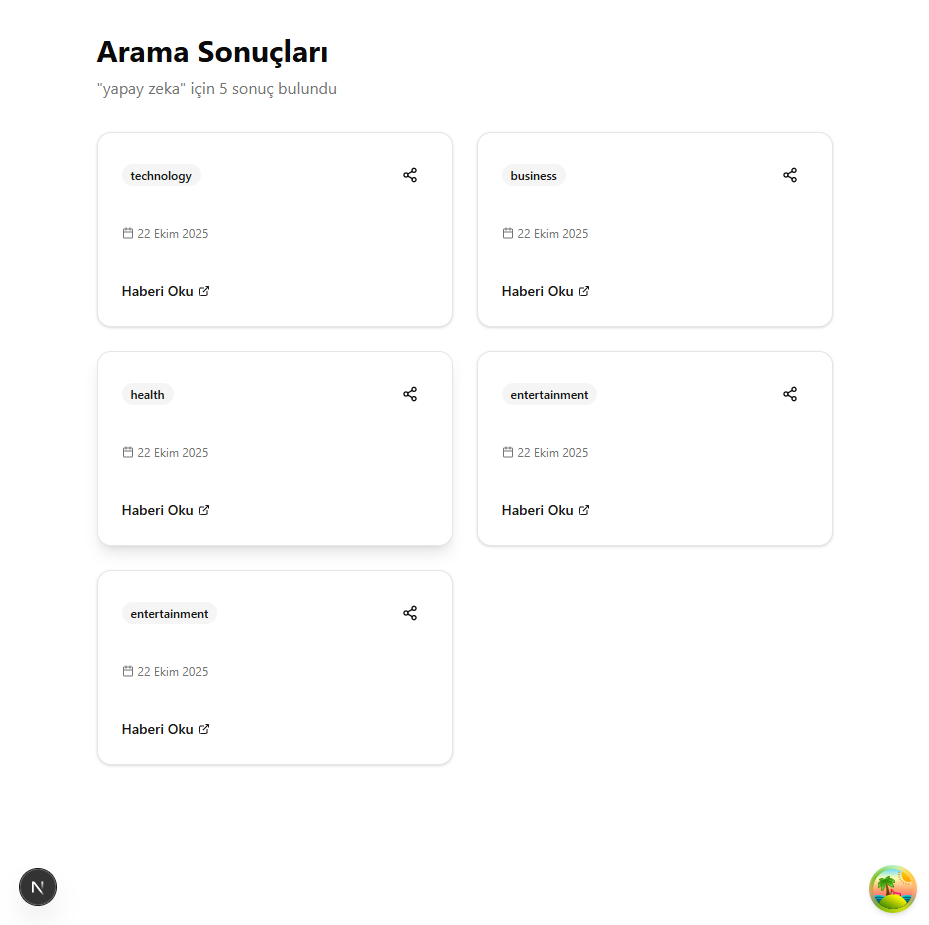 Arama Sonuçları
"yapay zeka" için 5 sonuç bulundu
technology
business
22 Ekim 2025
22 Ekim 2025
Haberi Oku
Haberi Oku
health
entertainment
22 Ekim 2025
22 Ekim 2025
Haberi Oku
Haberi Oku
entertainment
22 Ekim 2025
Haberi Oku
N